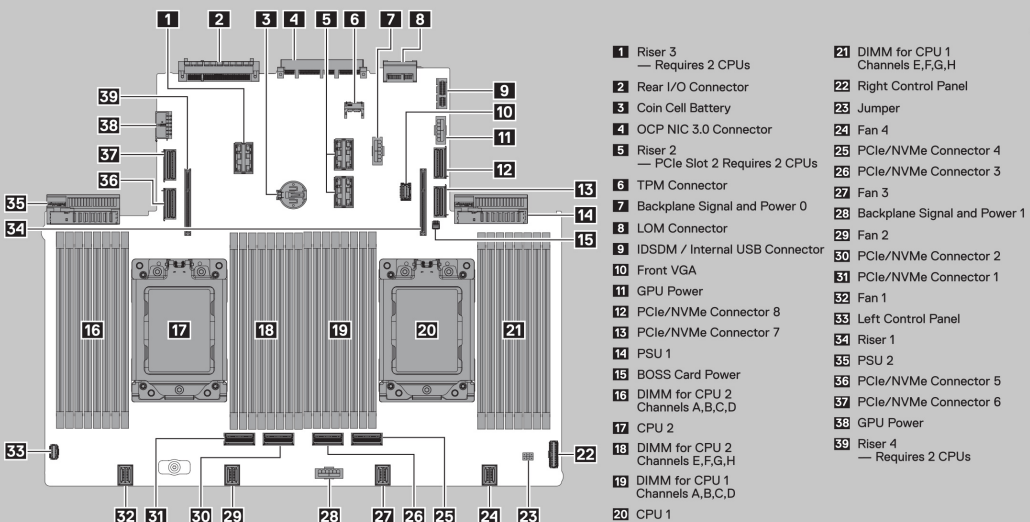 1
2
3
4
5
6
7
8
39
38
37
36
35
34
9
10
11
12
13
14
15
16
17
18
19
20
21
33
22
32
31
30
29
28
27
26
25
24
23
1 Riser 3
— Requires 2 CPUs
2 Rear I/O Connector
3 Coin Cell Battery
4 OCP NIC 3.0 Connector
5 Riser 2
— PCIe Slot 2 Requires 2 CPUs
6 TPM Connector
7 Backplane Signal and Power 0
8 LOM Connector
9 IDSDM / Internal USB Connector
10 Front VGA
11 GPU Power
12 PCIe/NVMe Connector 8
13 PCIe/NVMe Connector 7
14 PSU 1
15 BOSS Card Power
16 DIMM for CPU 2
Channels A,B,C,D
17 CPU 2
18 DIMM for CPU 2
Channels E,F,G,H
19 DIMM for CPU 1
Channels A,B,C,D
20 CPU 1
21 DIMM for CPU 1
Channels E,F,G,H
22 Right Control Panel
23 Jumper
24 Fan 4
25 PCIe/NVMe Connector 4
26 PCIe/NVMe Connector 3
27 Fan 3
28 Backplane Signal and Power 1
29 Fan 2
30 PCIe/NVMe Connector 2
31 PCIe/NVMe Connector 1
32 Fan 1
33 Left Control Panel
34 Riser 1
35 PSU 2
36 PCIe/NVMe Connector 5
37 PCIe/NVMe Connector 6
38 GPU Power
39 Riser 4
— Requires 2 CPUs